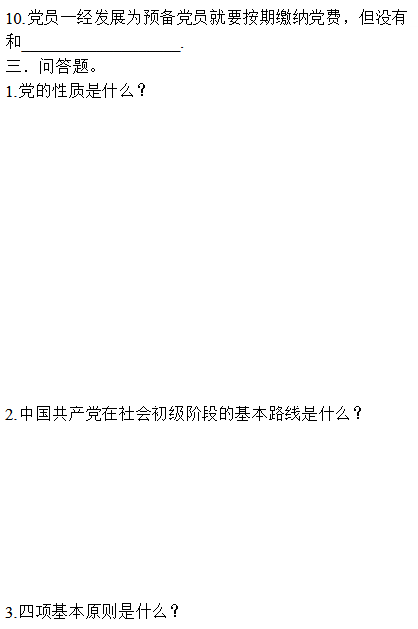 10.党员一经发展为预备党员就要按期缴纳党费，但没有
和____________________.
三．问答题。
1.党的性质是什么？
2.中国共产党在社会初级阶段的基本路线是什么？
3.四项基本原则是什么？